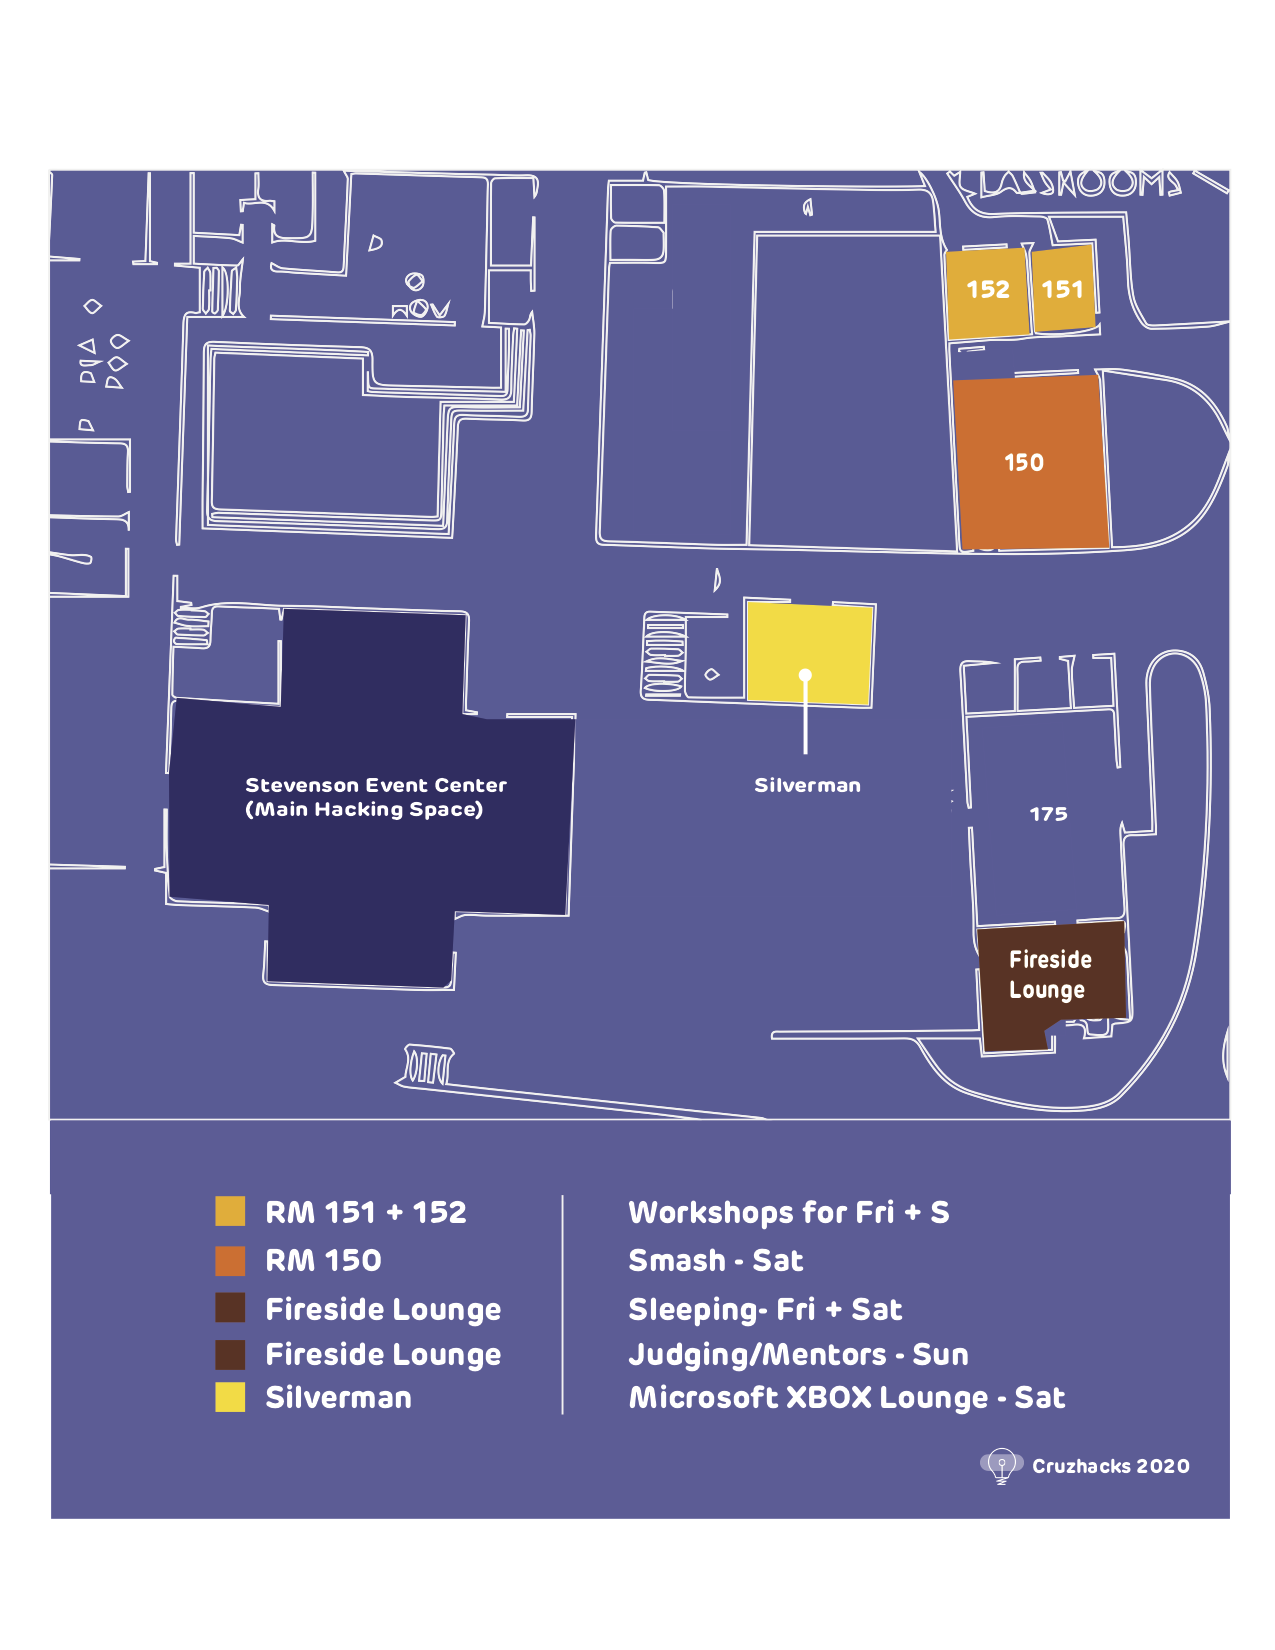 CLASSROOMS
152 151
150
Stevenson Event Center
(Main Hacking Space)
Silverman
175
Fireside
Lounge
RM 151 + 152 Workshops for Fri + S
RM 150 Smash - Sat
Fireside Lounge Sleeping- Fri + Sat
Fireside Lounge Judging/Mentors - Sun
Silverman Microsoft XBOX Lounge - Sat
Cruzhacks 2020